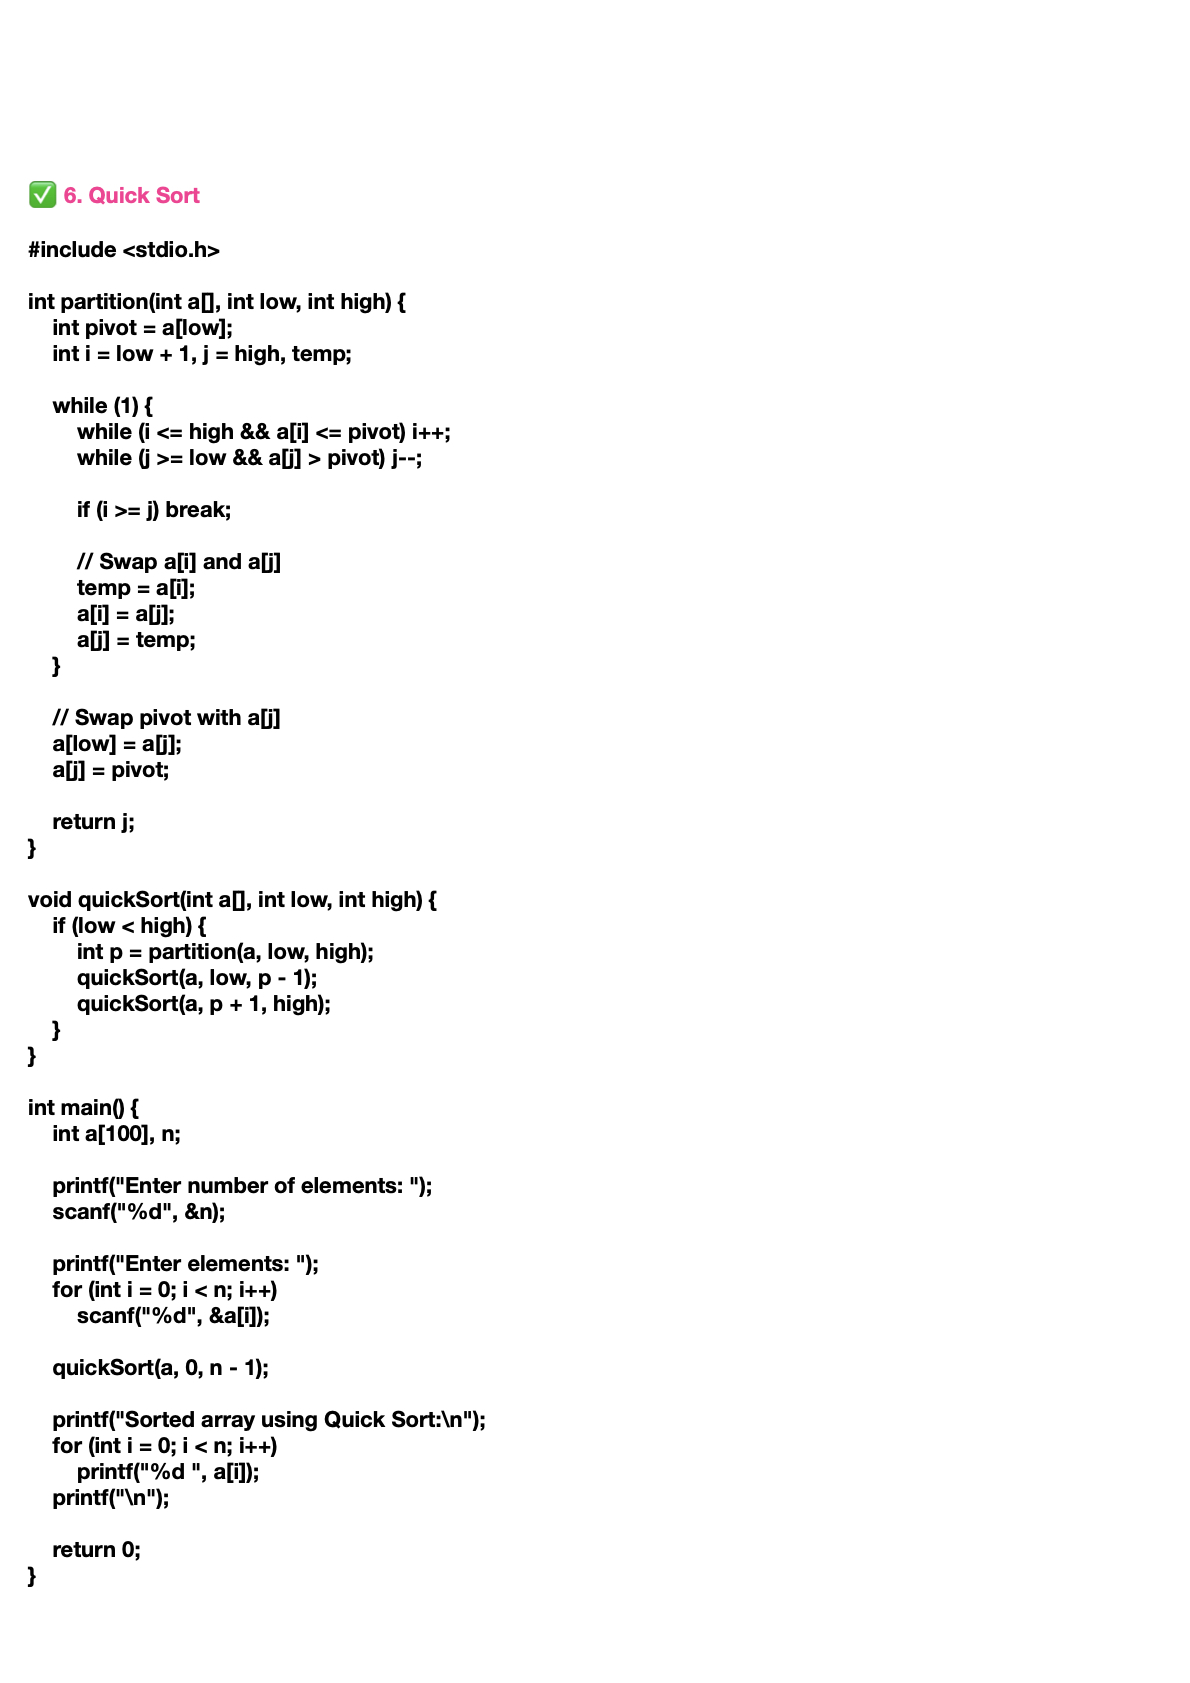 ✅ 6. Quick Sort
#include <stdio.h>
int partition(int a[], int low, int high) {
int pivot = a[low];
int i = low + 1, j = high, temp;
while (1) {
while (i <= high && a[i] <= pivot) i++;
while (j >= low && a[j] > pivot) j--;
if (i >= j) break;
// Swap a[i] and a[j]
temp = a[i];
a[i] = a[j];
a[j] = temp;
}
// Swap pivot with a[j]
a[low] = a[j];
a[j] = pivot;
return j;
}
void quickSort(int a[], int low, int high) {
if (low < high) {
int p = partition(a, low, high);
quickSort(a, low, p - 1);
quickSort(a, p + 1, high);
}
}
int main() {
int a[100], n;
printf("Enter number of elements: ");
scanf("%d", &n);
printf("Enter elements: ");
for (int i = 0; i < n; i++)
scanf("%d", &a[i]);
quickSort(a, 0, n - 1);
printf("Sorted array using Quick Sort:\n");
for (int i = 0; i < n; i++)
printf("%d ", a[i]);
printf("\n");
return 0;
}